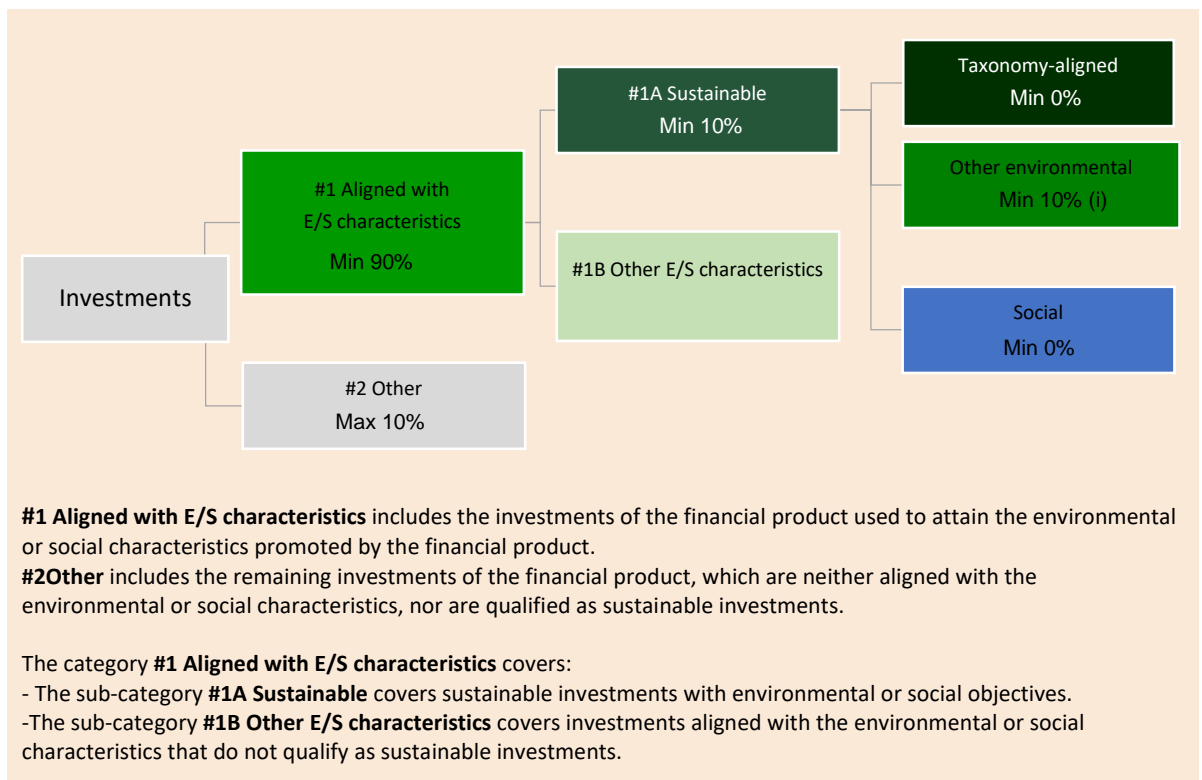 Investments
#1 Aligned with
E/S characteristics
Min 90%
#2 Other
Max 10%
#1A Sustainable
Min 10%
#1B Other E/S characteristics
Taxonomy-aligned
Min 0%
Other environmental
Min 10% (i)
Social
Min 0%
#1 Aligned with E/S characteristics includes the investments of the financial product used to attain the environmental
or social characteristics promoted by the financial product.
#2Other includes the remaining investments of the financial product, which are neither aligned with the
environmental or social characteristics, nor are qualified as sustainable investments.
The category #1 Aligned with E/S characteristics covers:
- The sub-category #1A Sustainable covers sustainable investments with environmental or social objectives.
-The sub-category #1B Other E/S characteristics covers investments aligned with the environmental or social
characteristics that do not qualify as sustainable investments.